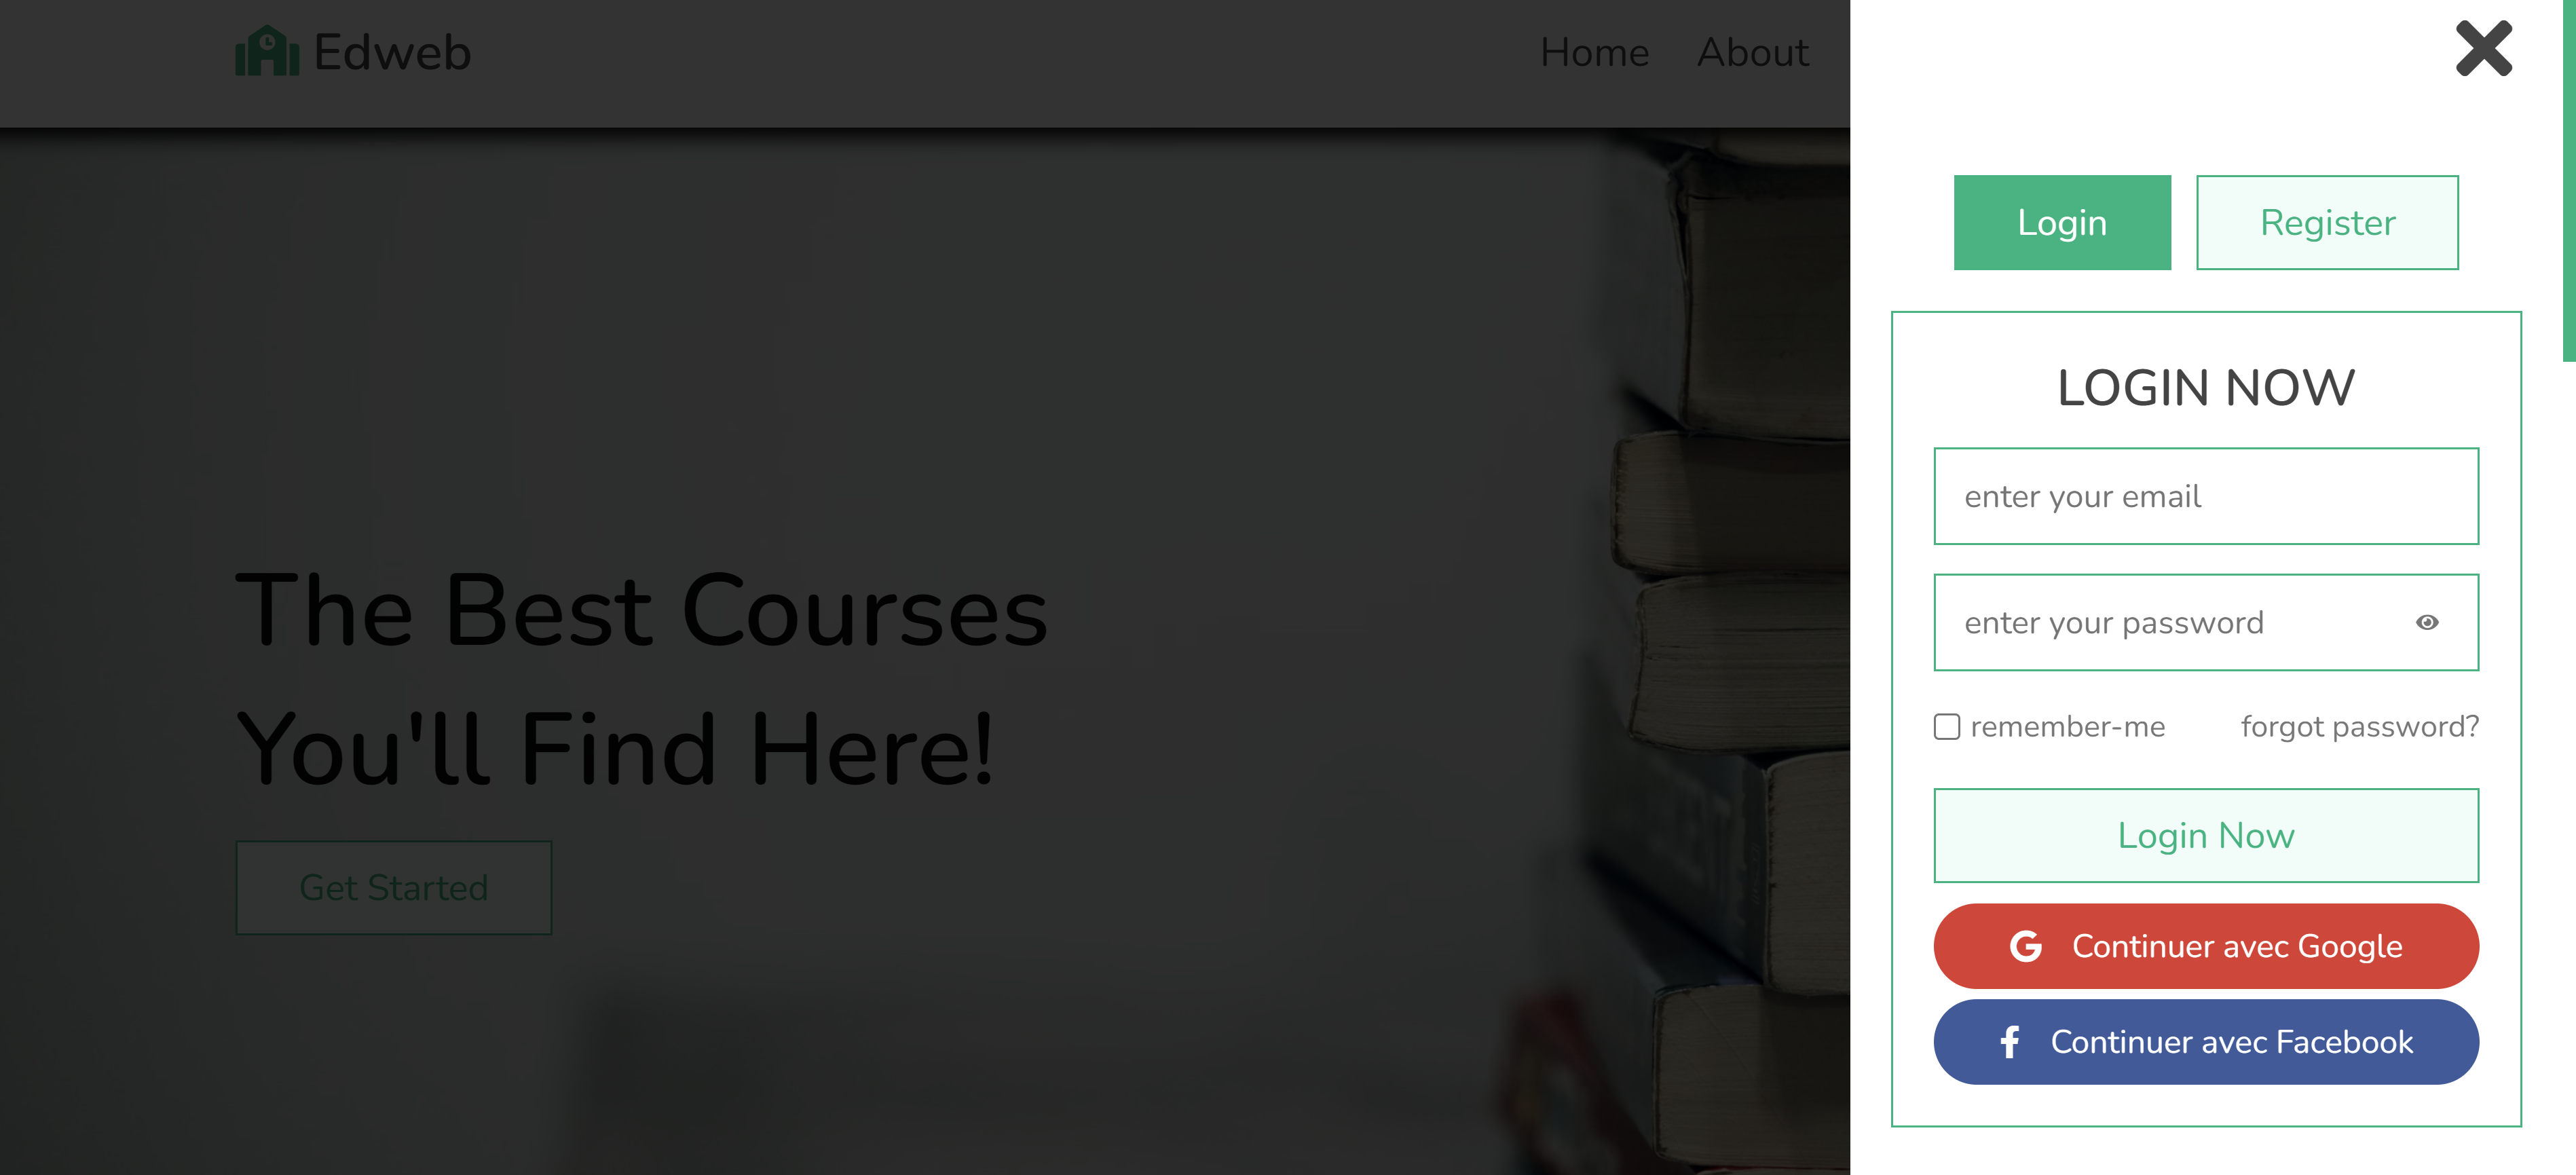 Edweb
Home About
The Best Courses
You'll Find Here!
Get Started
Login Register
LOGIN NOW
enter your email
enter your password
remember-me forgot password?
Login Now
Continuer avec Google
Continuer avec Facebook